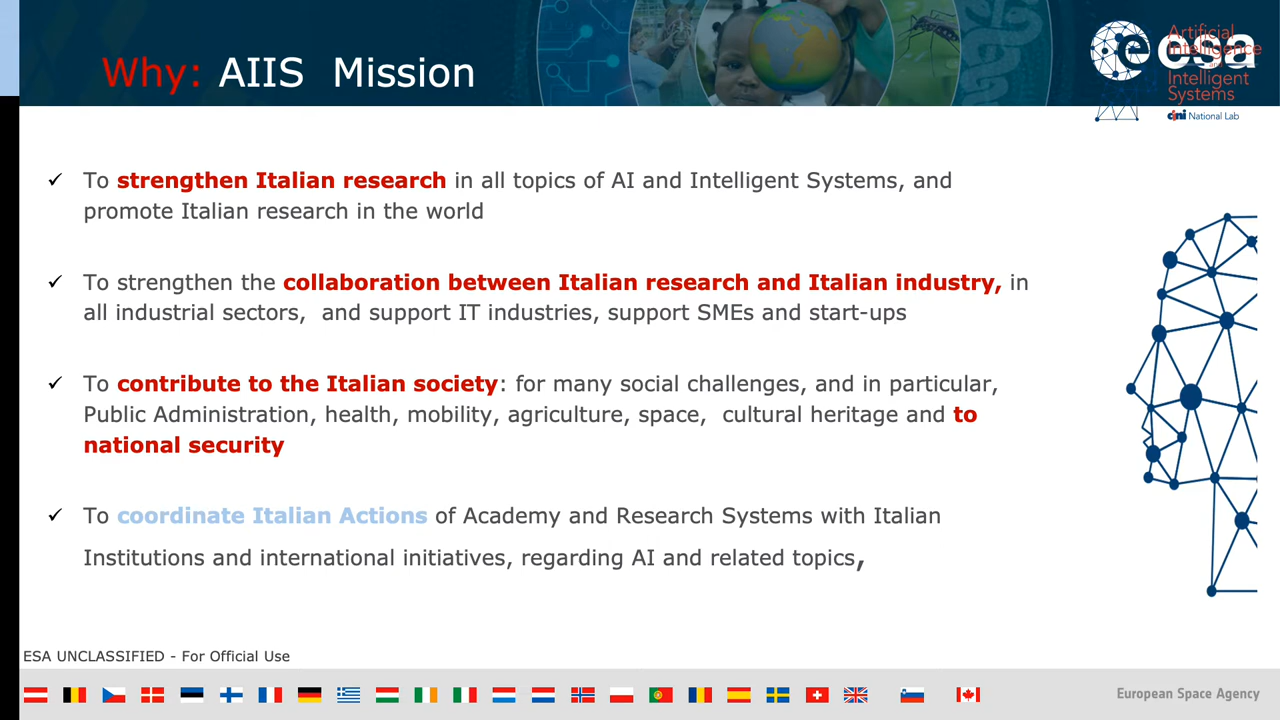 Why: AIIS Mission
esa
Artificial
Intelligence
and
Intelligent
Systems
cini National Lab
✓ To strengthen Italian research in all topics of AI and Intelligent Systems, and
promote Italian research in the world
✓ To strengthen the collaboration between Italian research and Italian industry, in
all industrial sectors, and support IT industries, support SMEs and start-ups
✓ To contribute to the Italian society: for many social challenges, and in particular,
Public Administration, health, mobility, agriculture, space, cultural heritage and to
national security
✓ To coordinate Italian Actions of Academy and Research Systems with Italian
Institutions and international initiatives, regarding AI and related topics,
ESA UNCLASSIFIED - For Official Use
European Space Agency